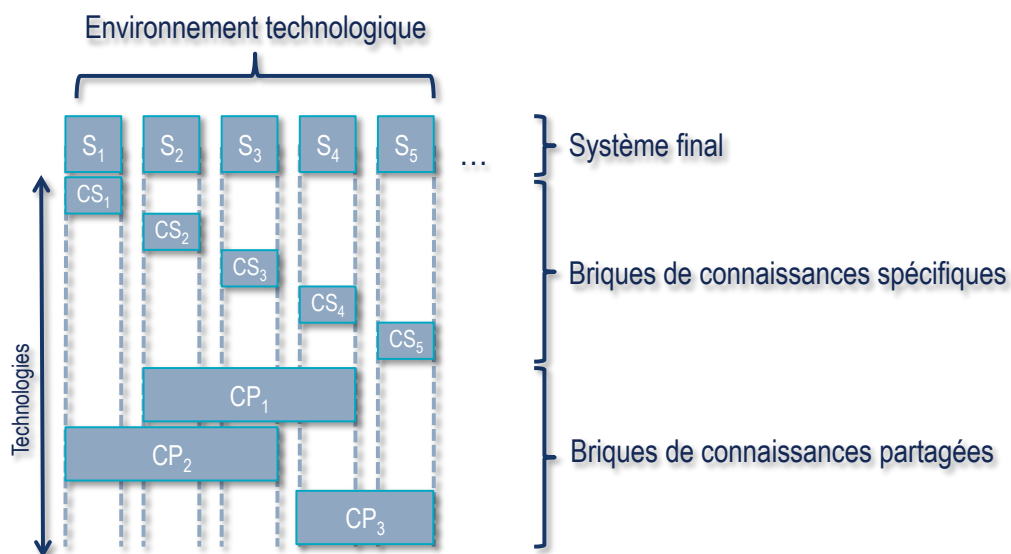 Environnement technologique
S₁ S₂ S₃ S₄ S₅ ...
Système final
CS₁
CS₂
CS₃
CS₄
CS₅
Briques de connaissances spécifiques
Technologies
CP₁
CP₂
Briques de connaissances partagées
CP₃